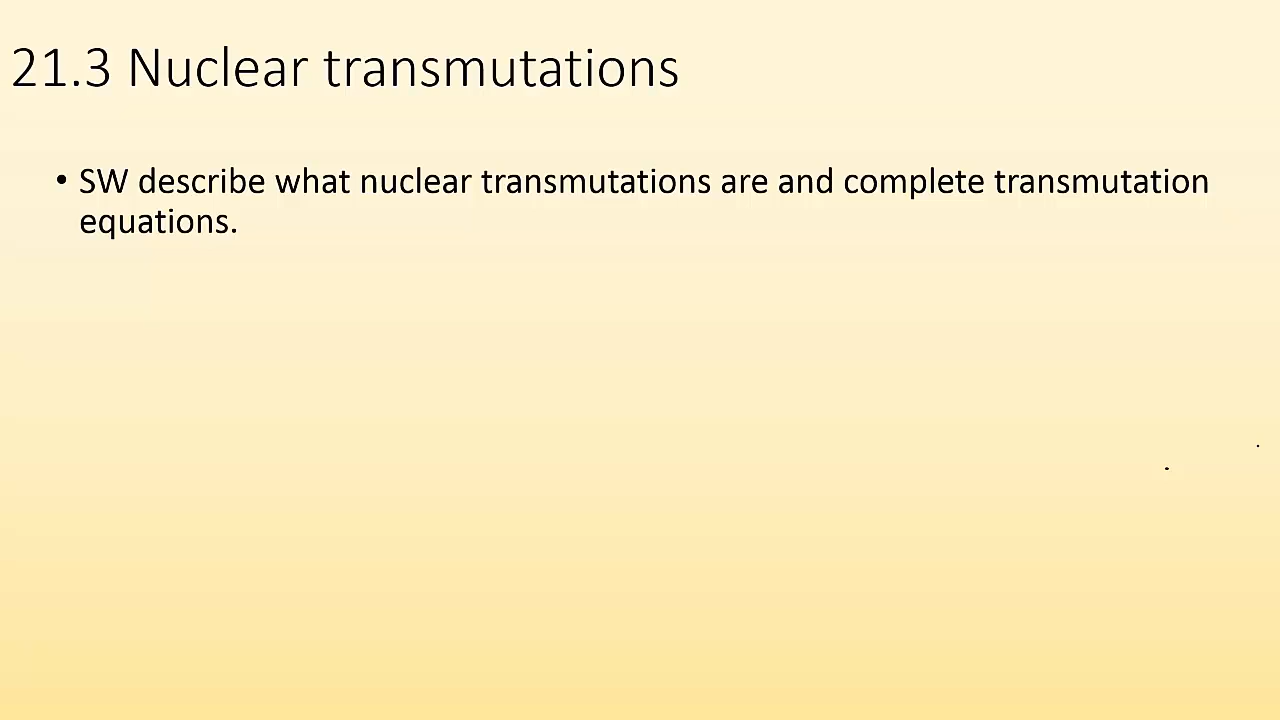 21.3 Nuclear transmutations
• SW describe what nuclear transmutations are and complete transmutation
equations.